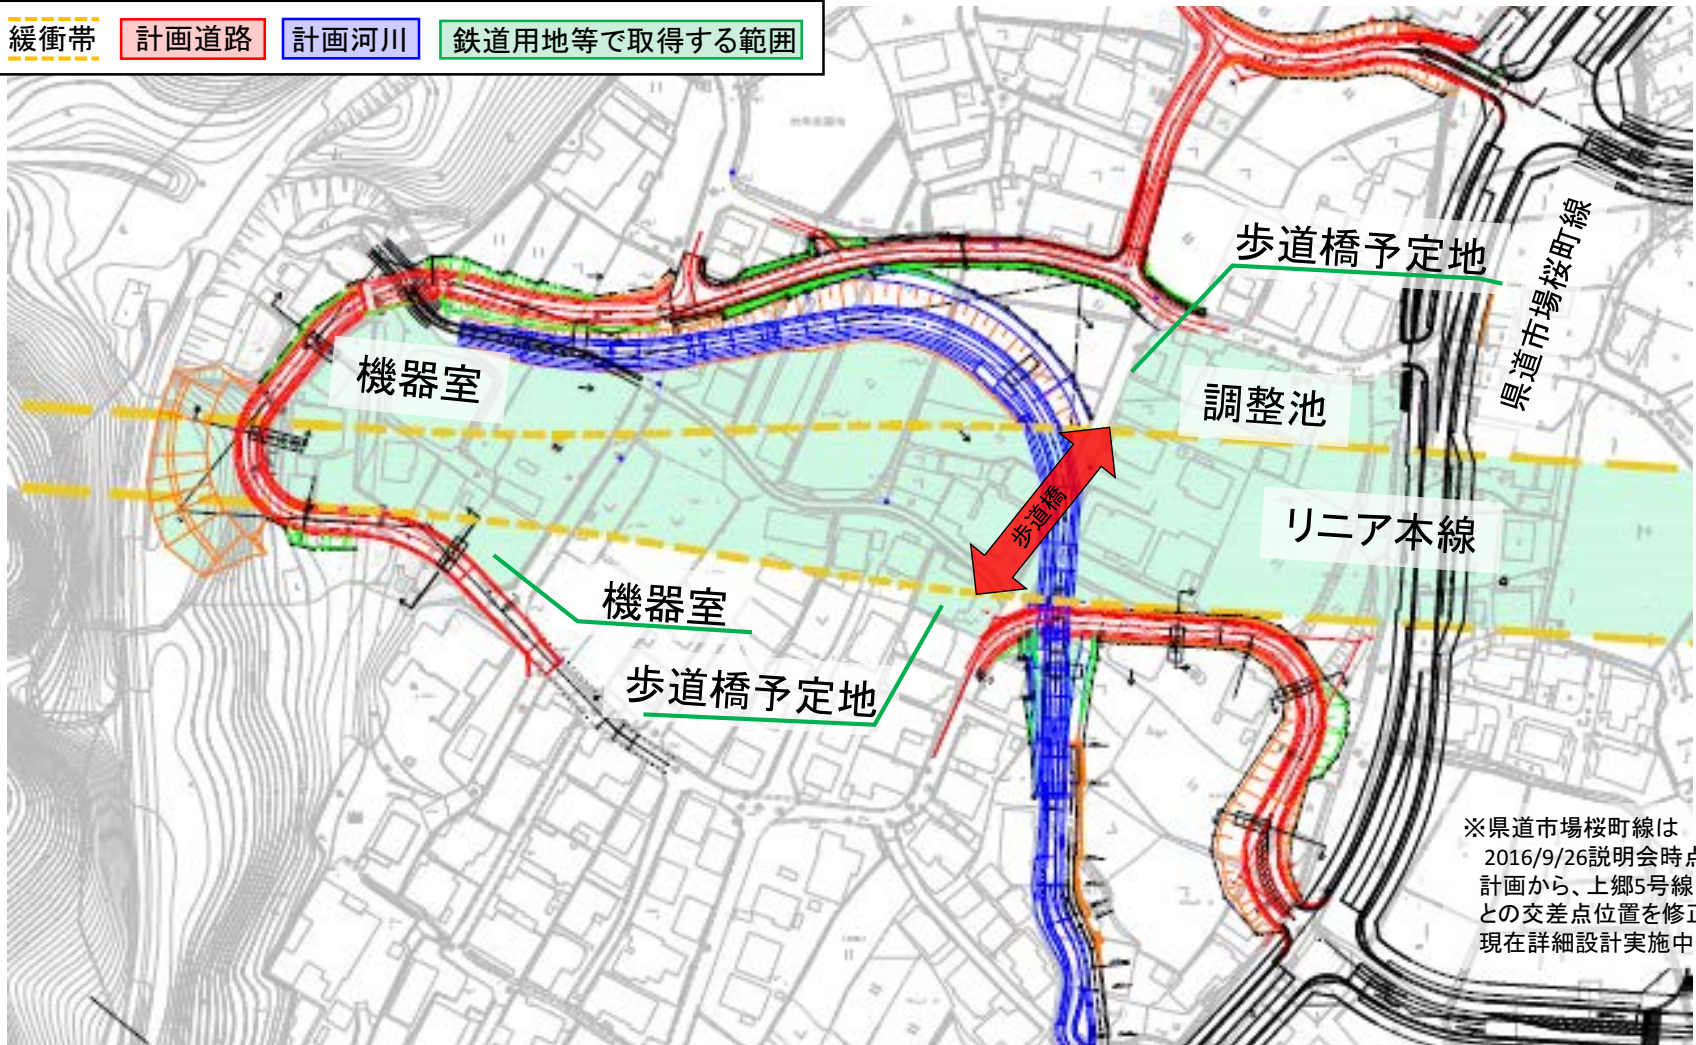 緩衝帯
計画道路
計画河川
鉄道用地等で取得する範囲
歩道橋予定地
県道市場桜町線
機器室
調整池
歩道橋
リニア本線
機器室
歩道橋予定地
※県道市場桜町線は
2016/9/26説明会時点
計画から、上郷5号線
との交差点位置を修正
現在詳細設計実施中